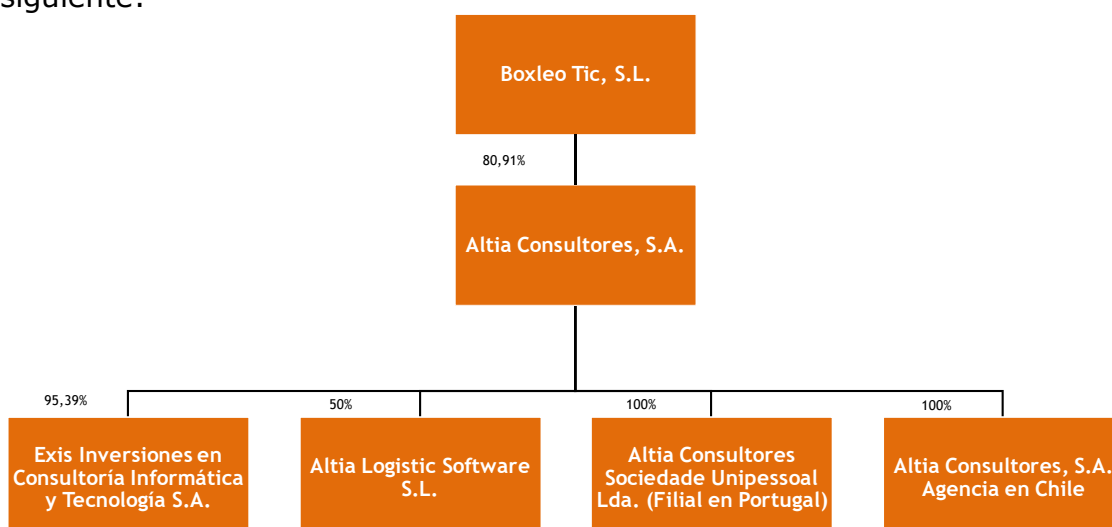 siguiente:
Boxleo Tic, S.L.
80,91%
Altia Consultores, S.A.
95,39%
50%
100%
100%
Exis Inversiones en
Consultoría Informática
y Tecnología S.A.
Altia Logistic Software
S.L.
Altia Consultores
Sociedade Unipessoal
Lda. (Filial en Portugal)
Altia Consultores, S.A.
Agencia en Chile